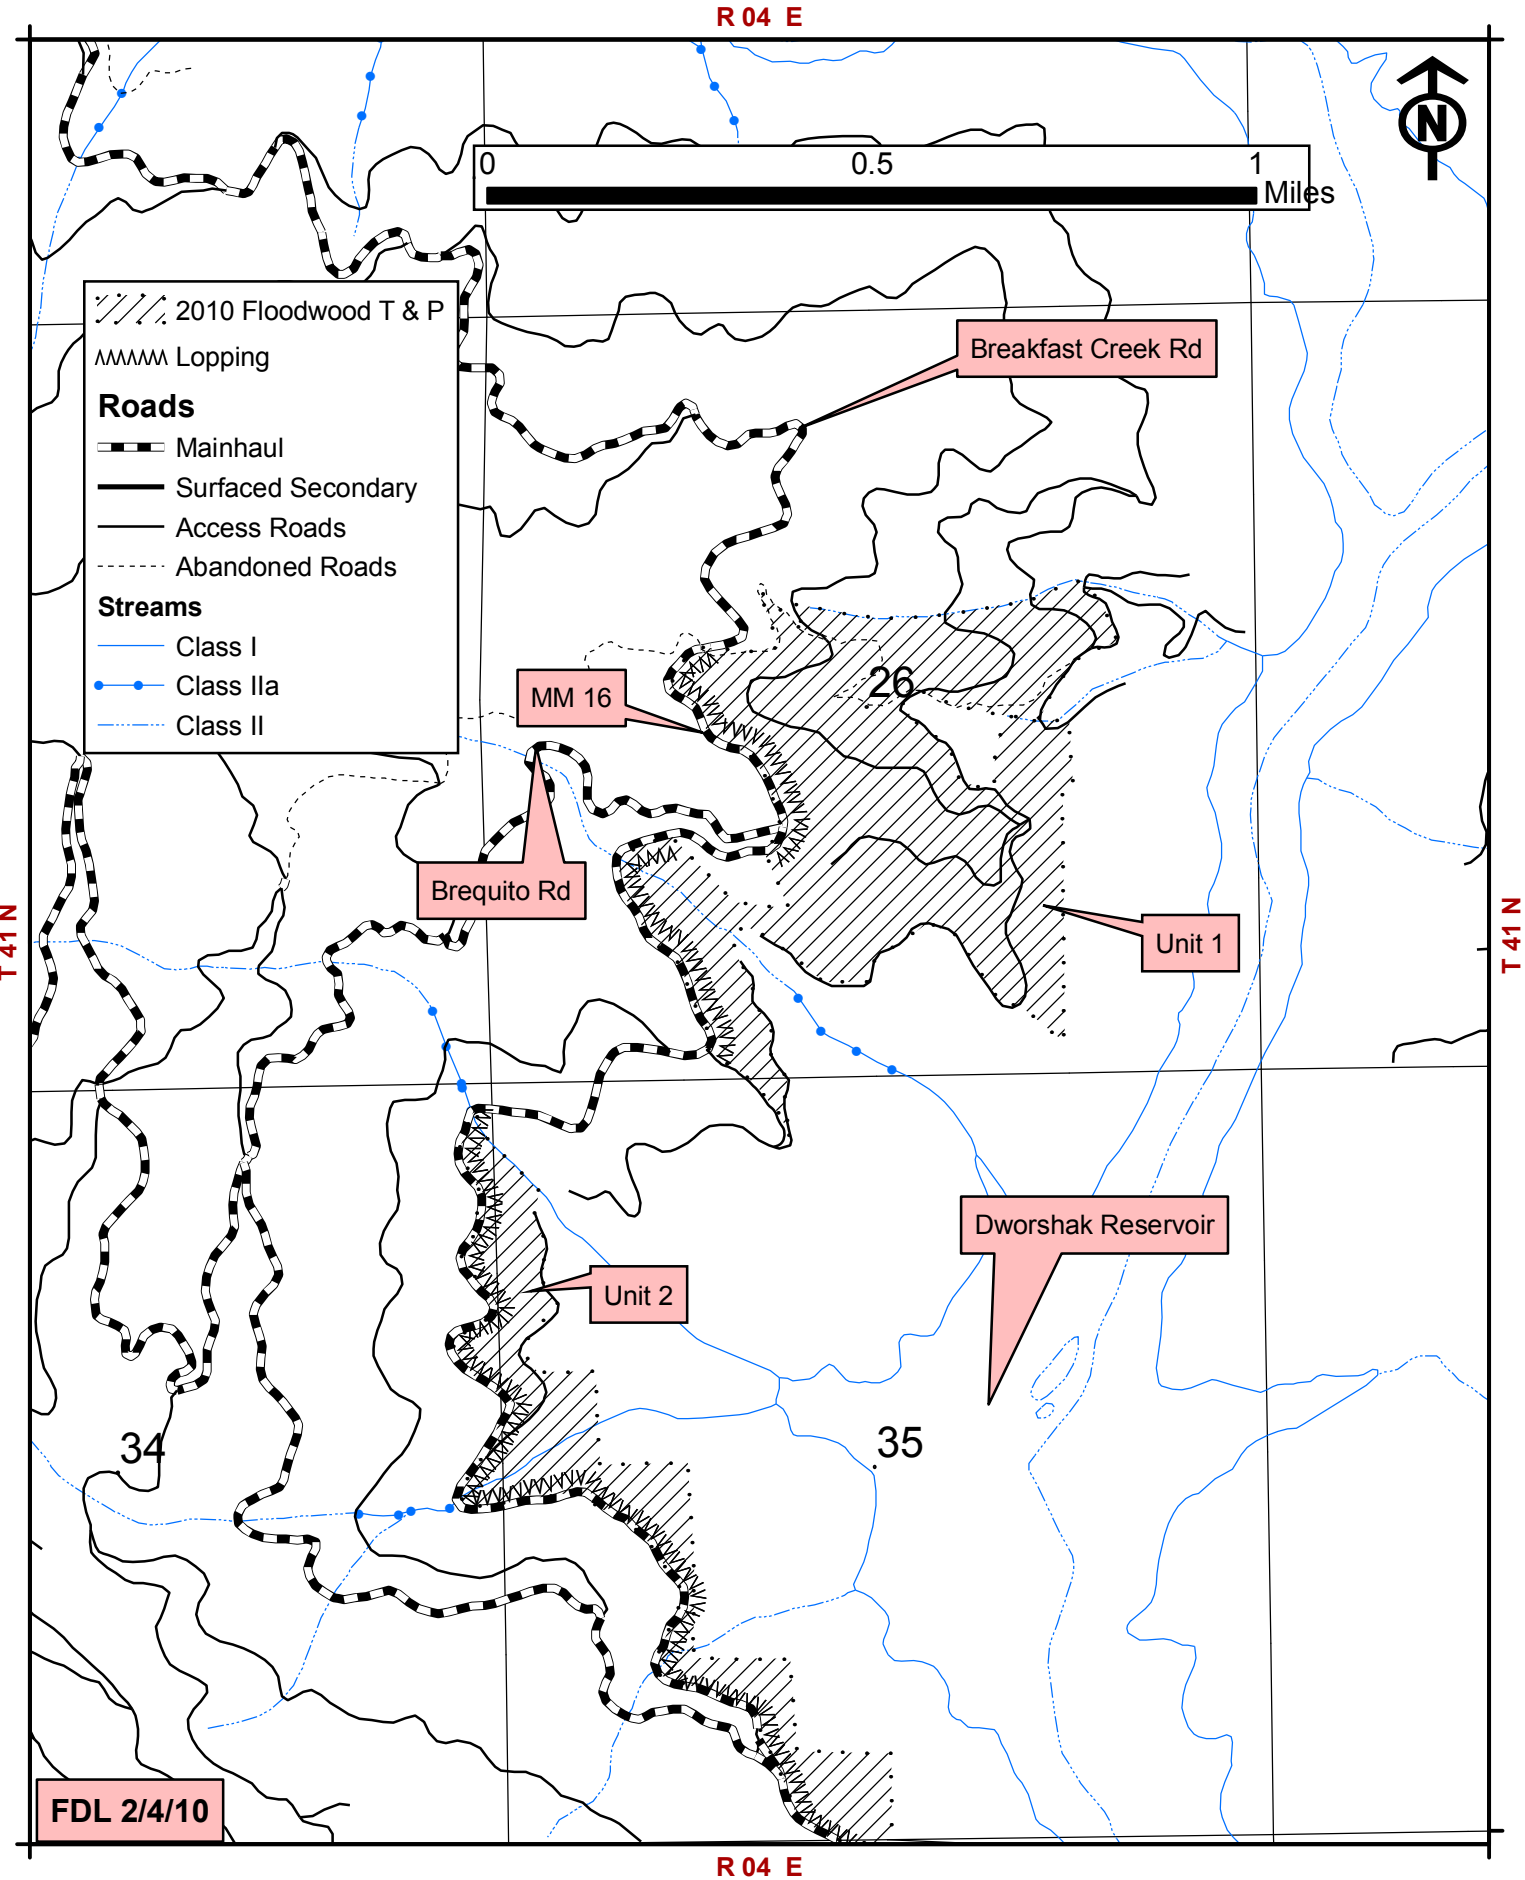 R 04 E
N
0 0.5 1
Miles
2010 Floodwood T & P
Lopping
Roads
Mainhaul
Surfaced Secondary
Access Roads
Abandoned Roads
Streams
Class I
Class IIa
Class II
Breakfast Creek Rd
MM 16
26
Brequito Rd
Unit 1
T 41 N
T 41 N
Dworshak Reservoir
Unit 2
34
35
FDL 2/4/10
R 04 E